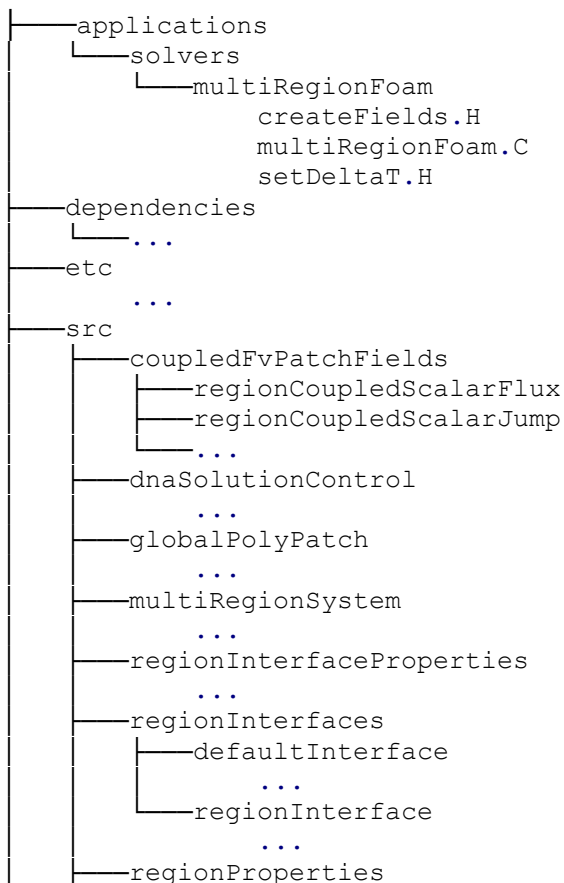 ├───applications
│   └───solvers
│       └───multiRegionFoam
│               createFields.H
│               multiRegionFoam.C
│               setDeltaT.H
├───dependencies
│   └───...
├───etc
│       ...
├───src
│   ├───coupledFvPatchFields
│   │   ├───regionCoupledScalarFlux
│   │   ├───regionCoupledScalarJump
│   │   └───...
│   ├───dnaSolutionControl
│   │       ...
│   ├───globalPolyPatch
│   │       ...
│   ├───multiRegionSystem
│   │       ...
│   ├───regionInterfaceProperties
│   │       ...
│   ├───regionInterfaces
│   │   ├───defaultInterface
│   │   │       ...
│   │   └───regionInterface
│   │           ...
│   ├───regionProperties